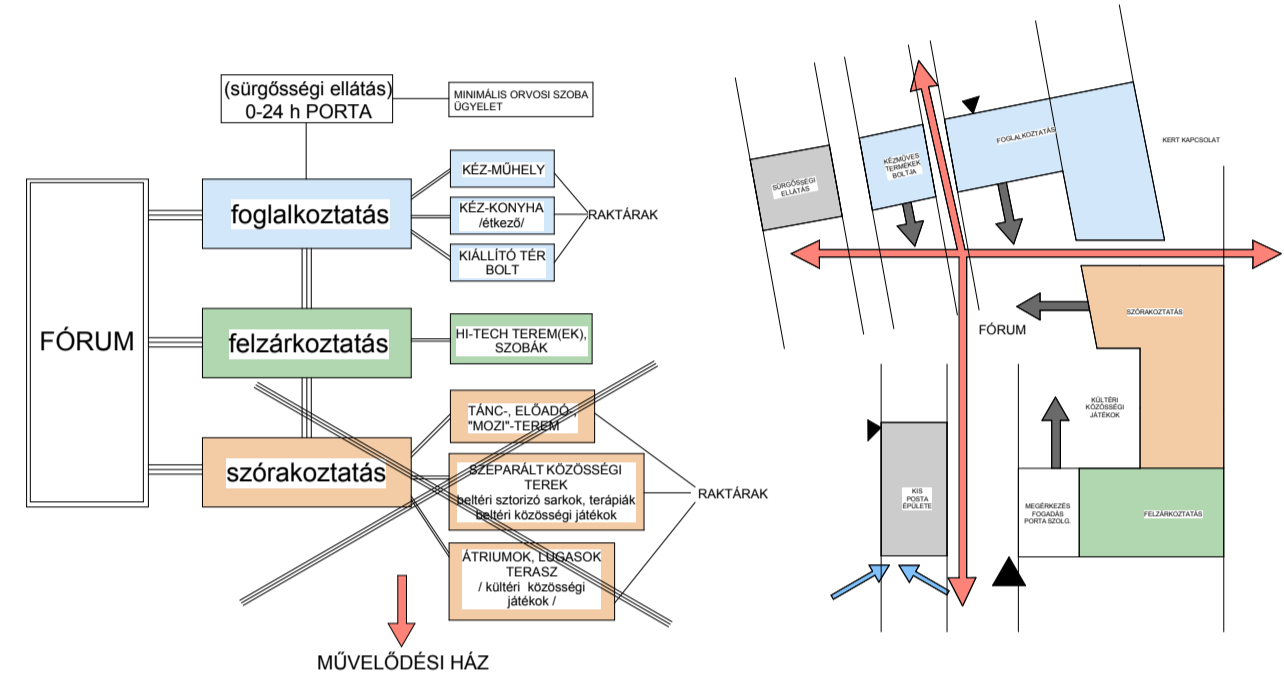 (sürgősségi ellátás)
0-24 h PORTA
MINIMÁLIS ORVOSI SZOBA
ÜGYELET
FÓRUM
foglalkoztatás
KÉZ-MŰHELY
KÉZ-KONYHA
/étkező/
KIÁLLÍTÓ TÉR
BOLT
RAKTÁRAK
felzárkoztatás
HI-TECH TEREM(EK),
SZOBÁK
szórakoztatás
TÁNC-, ELŐADÓ-,
"MOZI"-TEREM
SZEPARÁLT KÖZÖSSÉGI
TEREK
beltéri sztorizó sarkok, terápiák
beltéri közösségi játékok
ÁTRIUMOK, LUGASOK
TERASZ
/ kültéri közösségi
játékok /
RAKTÁRAK
MŰVELŐDÉSI HÁZ
SÜRGŐSSÉGI
ELLÁTÁS
KÉZMŰVES
TERMÉKEK
BOLTJA
FOGLALKOZTATÁS
KERT KAPCSOLAT
SZÓRAKOZTATÁS
FÓRUM
KÜLTÉRI
KÖZÖSSÉGI
JÁTÉKOK
KIS
POSTA
ÉPÜLETE
MEGÉRKEZÉS
FOGADÁS
PORTA SZOLG.
FELZÁRKOZTATÁS